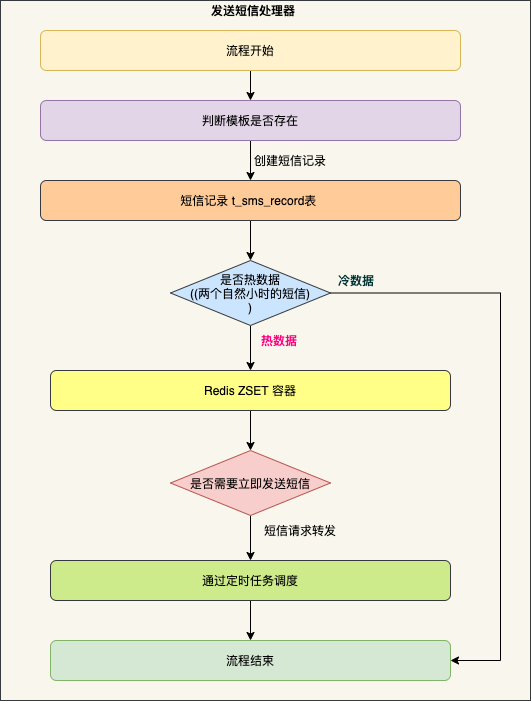 发送短信处理器
流程开始
判断模板是否存在
创建短信记录
短信记录 t_sms_record表
是否热数据
((两个自然小时的短信)
)
冷数据
热数据
Redis ZSET 容器
是否需要立即发送短信
短信请求转发
通过定时任务调度
流程结束